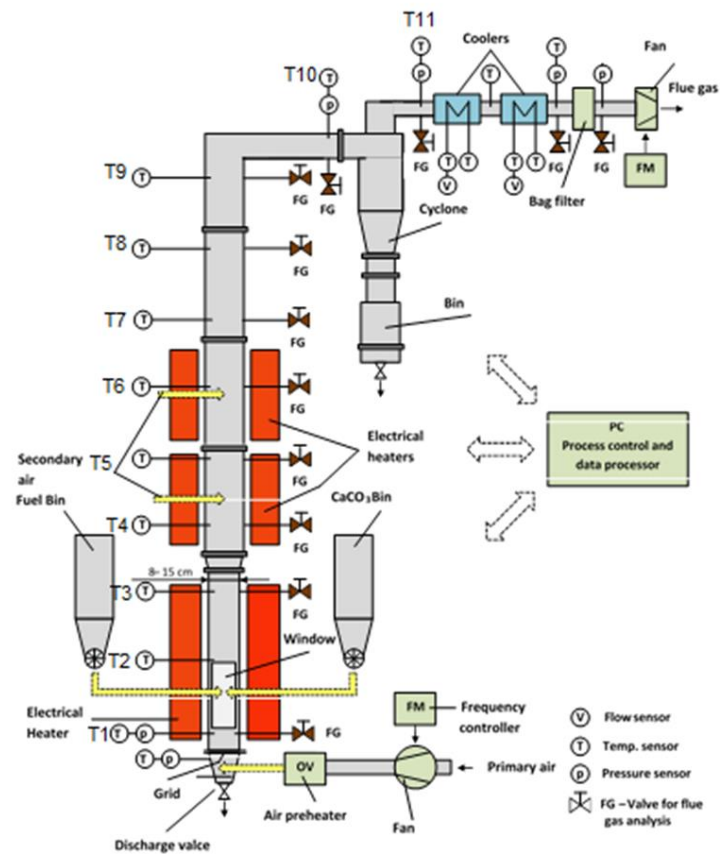 T11
Coolers
Fan
T10
T
P
T
P
T
T
P
P
Flue gas
FG
FG
FG
T
T
V
T
T
V
FM
Bag filter
T9 T
FG
FG
Cyclone
T8 T
FG
T7 T
FG
Bin
T6 T
FG
Electrical
heaters
PC
Process control and
data processor
Secondary
air
Fuel Bin
T5 T
FG
CaCO3Bin
T4 T
FG
8- 15 cm
T3 T
FG
Window
T2 T
Electrical
Heater
T1 T P
FG
FM
Frequency
controller
T P
OV
Primary air
Grid
Air preheater
Fan
Discharge valce
V Flow sensor
T Temp. sensor
P Pressure sensor
FG – Valve for flue
gas analysis